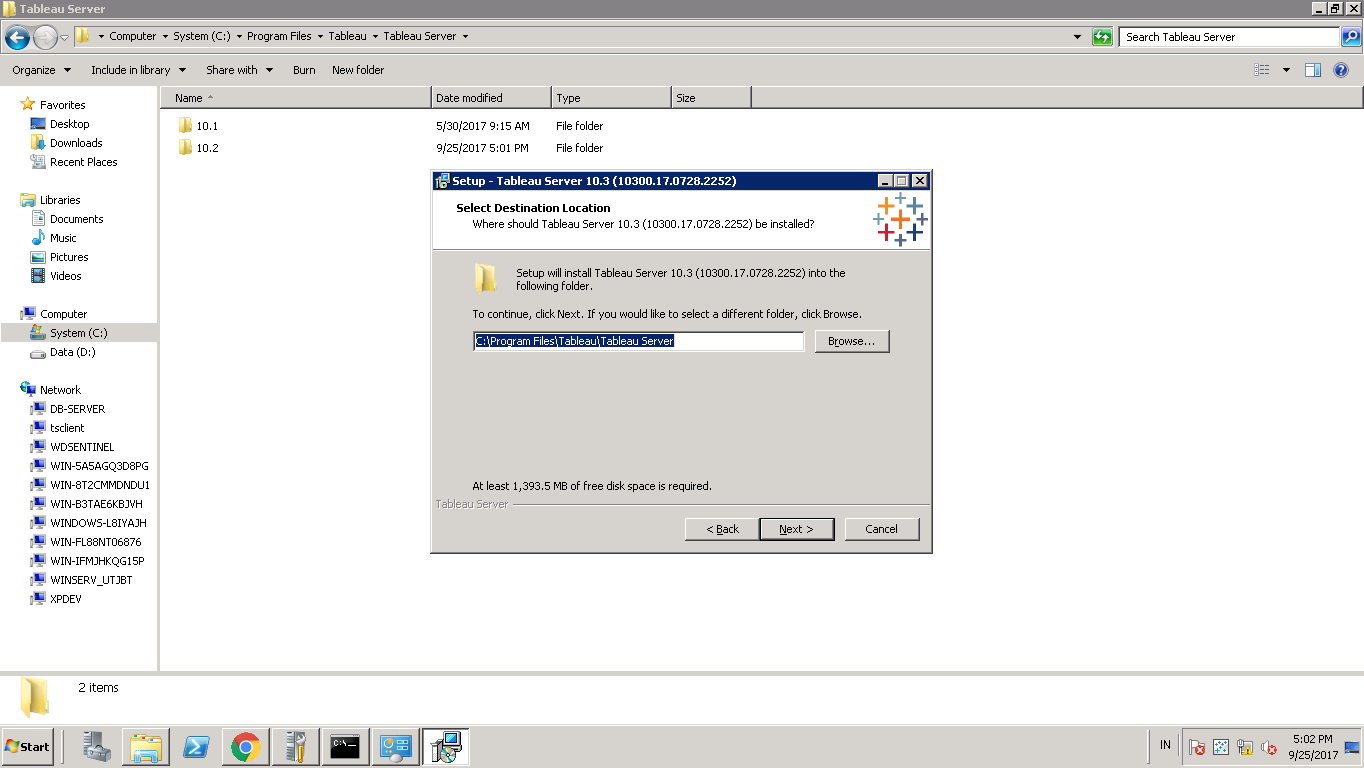 Tableau Server
Computer System (C:) Program Files Tableau Tableau Server
Search Tableau Server
Organize Include in library Share with Burn New folder
Name Date modified Type Size
10.1 5/30/2017 9:15 AM File folder
10.2 9/25/2017 5:01 PM File folder
Favorites
Desktop
Downloads
Recent Places
Libraries
Documents
Music
Pictures
Videos
Computer
System (C:)
Data (D:)
Network
DB-SERVER
tsclient
WDSENTINEL
WIN-5A5AGQ3D8PG
WIN-8T2CMMDNDU1
WIN-B3TAE6KBJVH
WINDOWS-L8IYAJH
WIN-FL88NT06876
WIN-IFMJHKQG15P
WINSERV_UTJBT
XPDEV
Setup - Tableau Server 10.3 (10300.17.0728.2252)
Select Destination Location
Where should Tableau Server 10.3 (10300.17.0728.2252) be installed?
Setup will install Tableau Server 10.3 (10300.17.0728.2252) into the
following folder.
To continue, click Next. If you would like to select a different folder, click Browse.
C:\Program Files\Tableau\Tableau Server
Browse...
At least 1,393.5 MB of free disk space is required.
Tableau Server
< Back Next > Cancel
2 items
Start
C:\_
IN
5:02 PM
9/25/2017